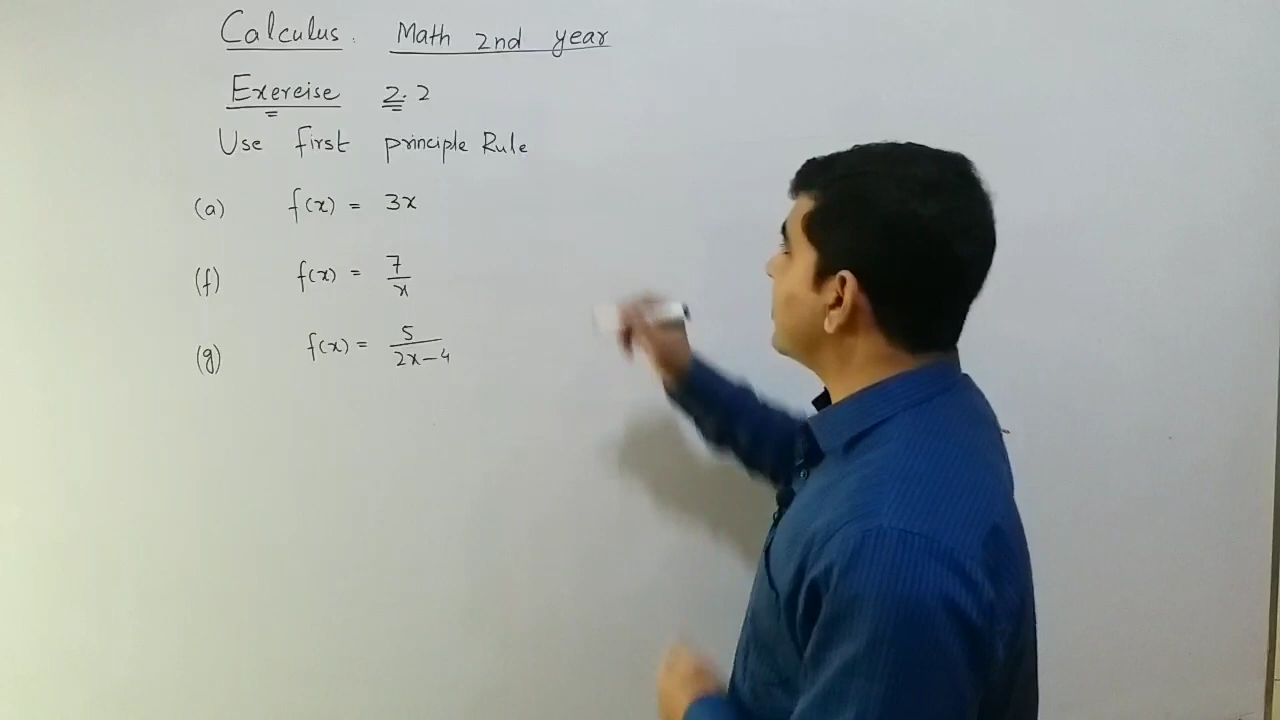 Calculus. Math 2nd year
Exercise 2.2
Use first principle Rule
(a) f(x) = 3x
(f) f(x) = 7/x
(g) f(x) = 5/(2x-4